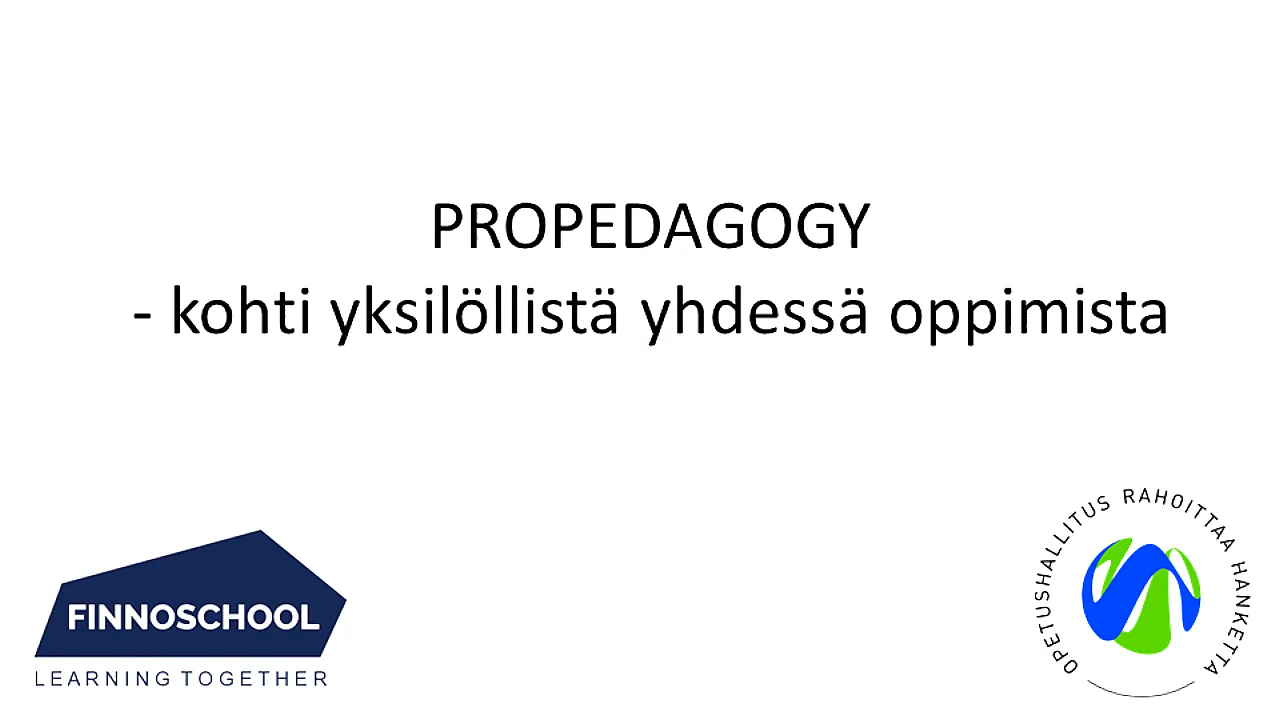 PROPEDAGOGY
- kohti yksilöllistä yhdessä oppimista
FINNOSCHOOL
LEARNING TOGETHER
OPETUSHALLITUS RAHOITTAA HANKETTA